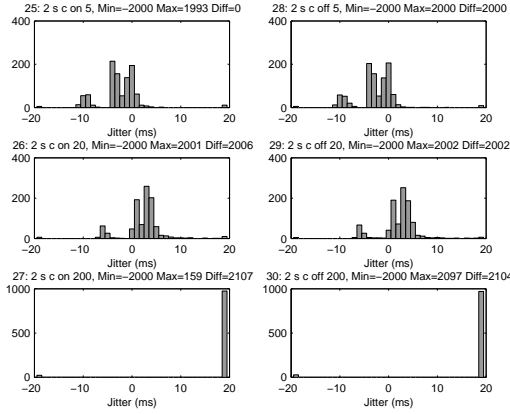 25: 2 s c on 5, Min=−2000 Max=1993 Diff=0
400
200
0
−20 −10 0 10 20
Jitter (ms)
28: 2 s c off 5, Min=−2000 Max=2000 Diff=2000
400
200
0
−20 −10 0 10 20
Jitter (ms)
26: 2 s c on 20, Min=−2000 Max=2001 Diff=2006
400
200
0
−20 −10 0 10 20
Jitter (ms)
29: 2 s c off 20, Min=−2000 Max=2002 Diff=2002
400
200
0
−20 −10 0 10 20
Jitter (ms)
27: 2 s c on 200, Min=−2000 Max=159 Diff=2107
1000
500
0
−20 −10 0 10 20
Jitter (ms)
30: 2 s c off 200, Min=−2000 Max=2097 Diff=2104
1000
500
0
−20 −10 0 10 20
Jitter (ms)